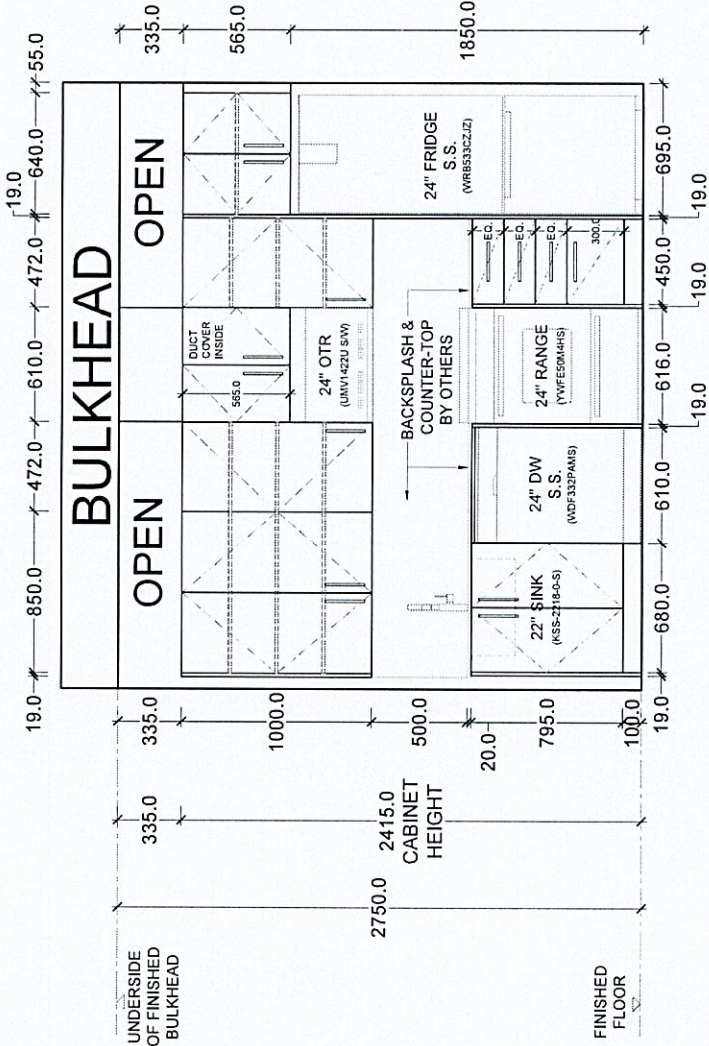 19.0
850.0
472.0
610.0
472.0
19.0
640.0
55.0
BULKHEAD
OPEN
OPEN
335.0
565.0
1850.0
UNDERSIDE
OF FINISHED
BULKHEAD
335.0
335.0
1000.0
500.0
20.0
795.0
100.0
2415.0
CABINET
HEIGHT
2750.0
FINISHED
FLOOR
DUCT
COVER
INSIDE
565.0
24" OTR
(UMV1422U S/W)
BACKSPLASH &
COUNTER-TOP
BY OTHERS
24" FRIDGE
S.S.
(WRB533CZJZ)
22" SINK
(KSS-2218-0-S)
24" DW
S.S.
(WDF332PAMS)
24" RANGE
(YWFE50M4HS)
EQ.
EQ.
EQ.
300.0
19.0
680.0
610.0
19.0
616.0
19.0
450.0
19.0
695.0